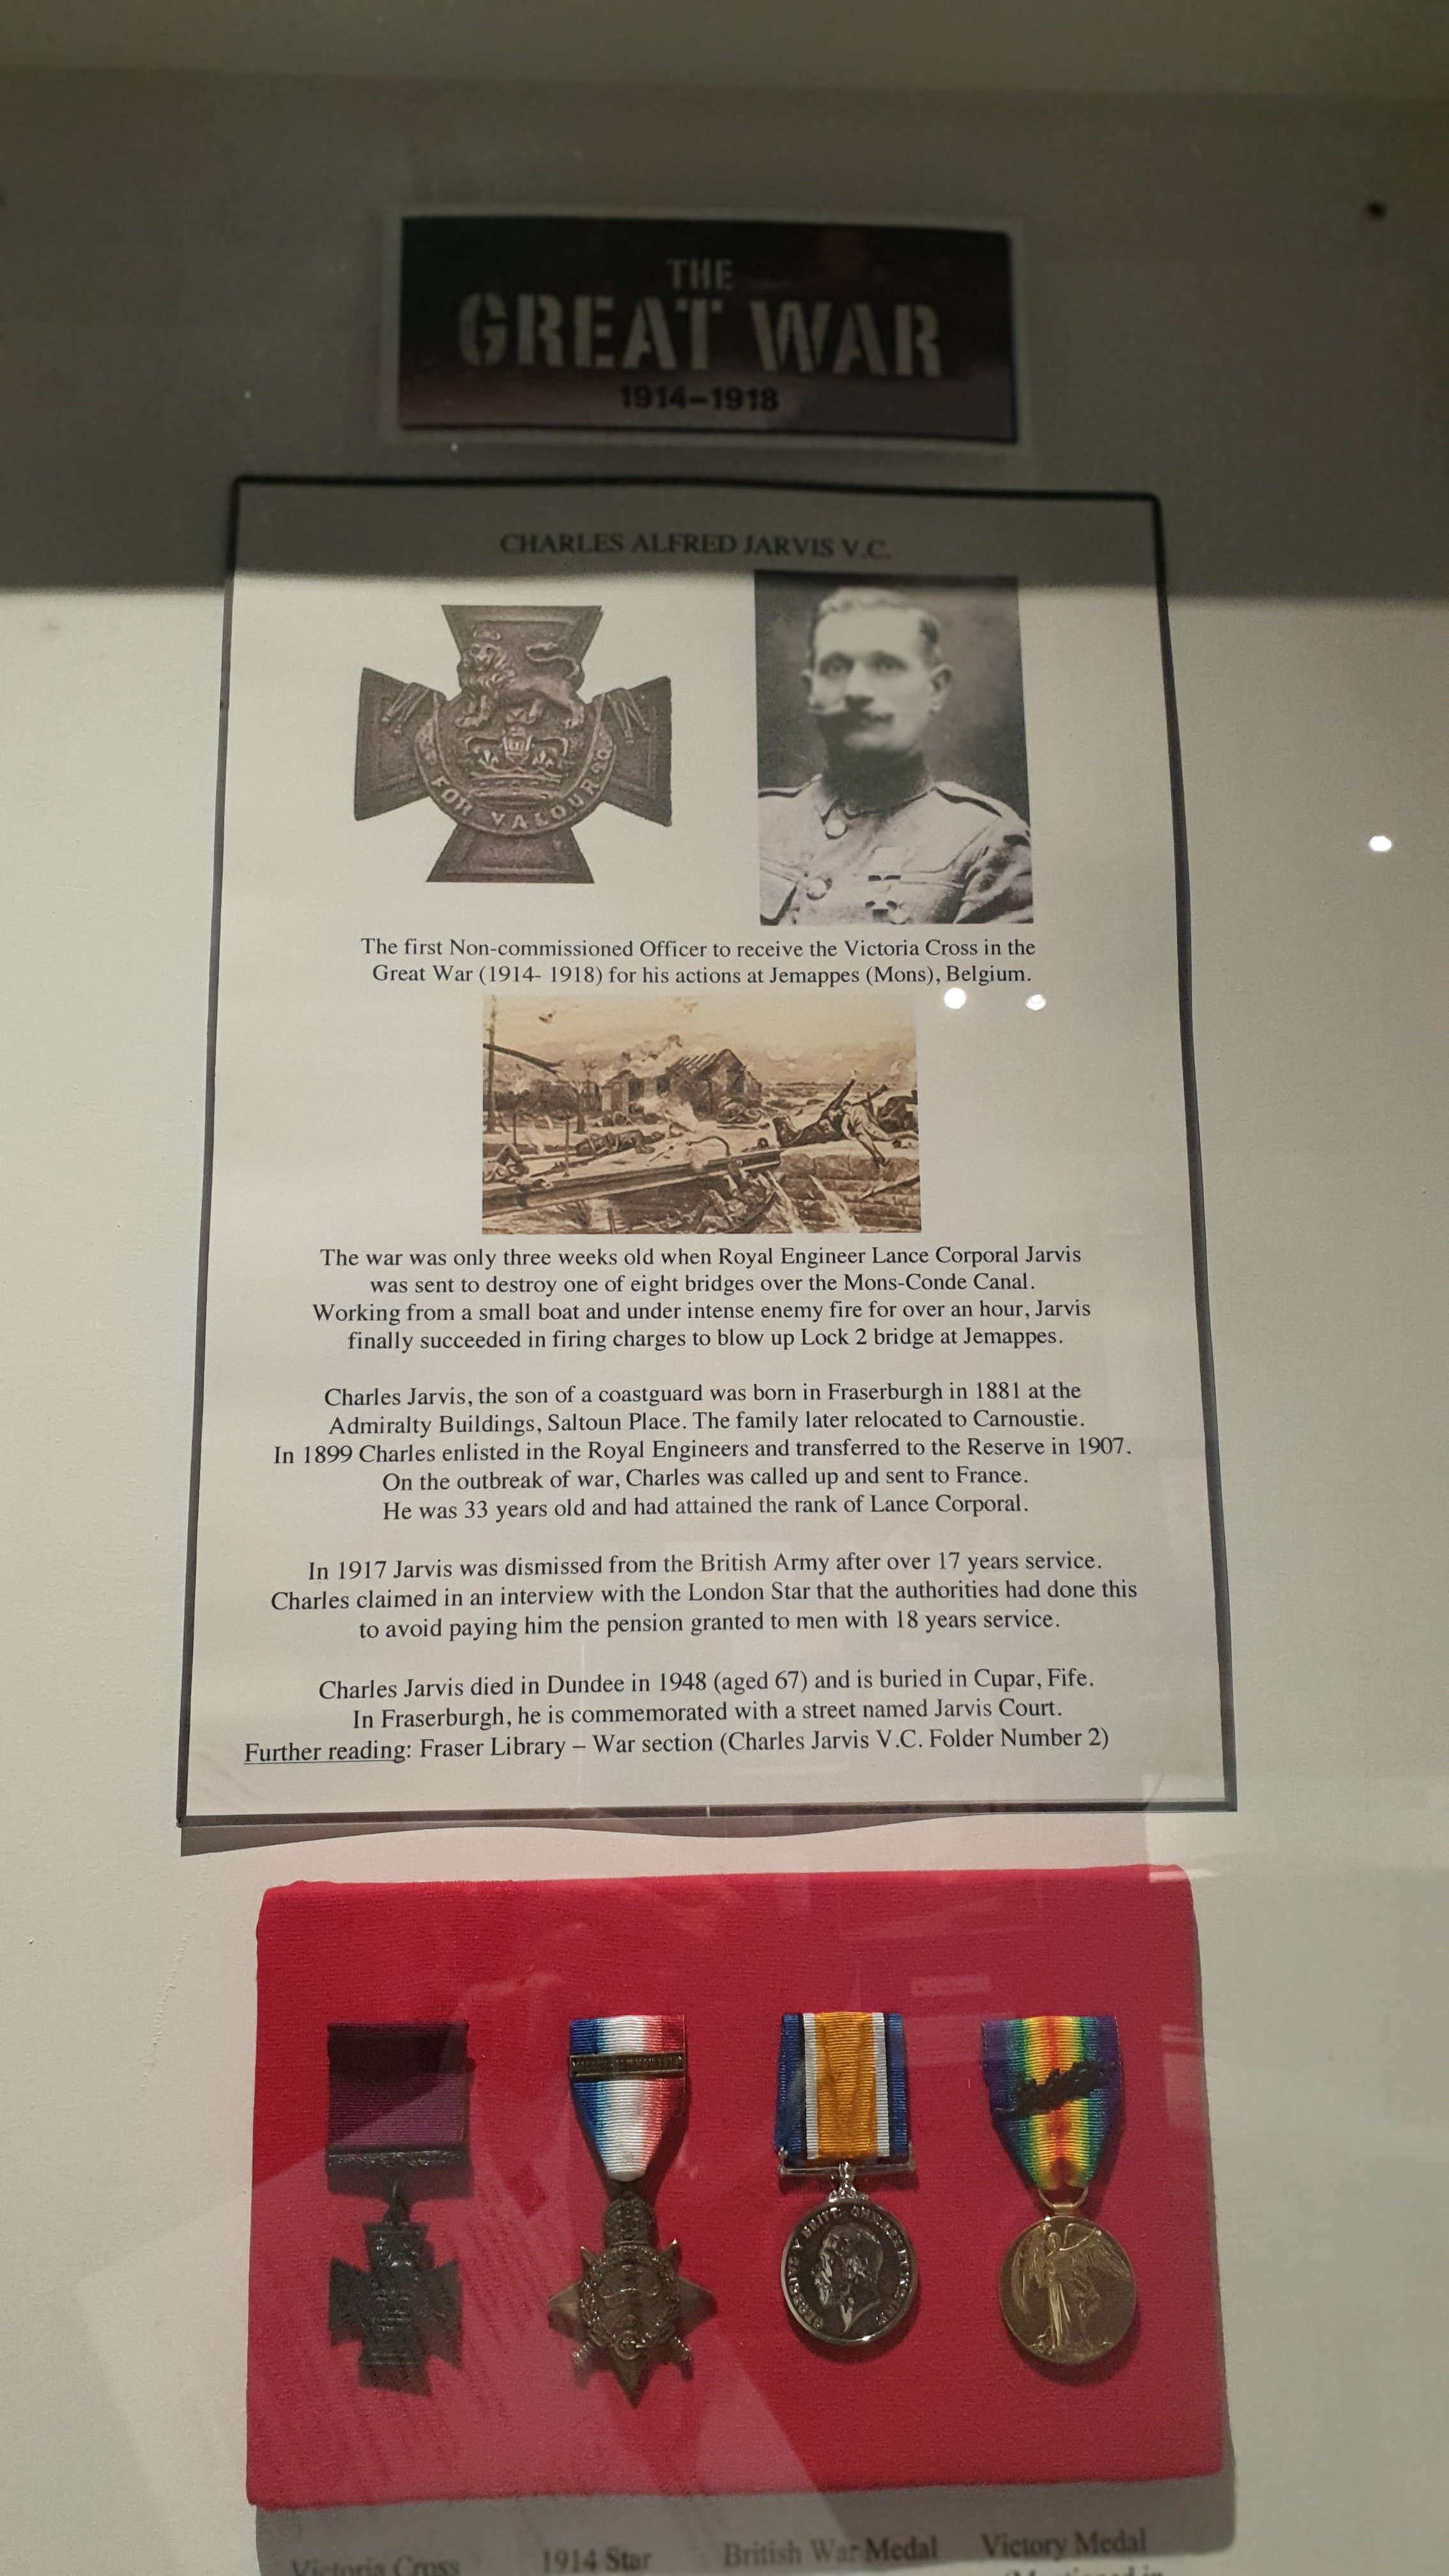 THE
GREAT WAR
1914–1918
CHARLES ALFRED JARVIS V.C.
FOR VALOUR
The first Non-commissioned Officer to receive the Victoria Cross in the
Great War (1914- 1918) for his actions at Jemappes (Mons), Belgium.
The war was only three weeks old when Royal Engineer Lance Corporal Jarvis
was sent to destroy one of eight bridges over the Mons-Conde Canal.
Working from a small boat and under intense enemy fire for over an hour, Jarvis
finally succeeded in firing charges to blow up Lock 2 bridge at Jemappes.
Charles Jarvis, the son of a coastguard was born in Fraserburgh in 1881 at the
Admiralty Buildings, Saltoun Place. The family later relocated to Carnoustie.
In 1899 Charles enlisted in the Royal Engineers and transferred to the Reserve in 1907.
On the outbreak of war, Charles was called up and sent to France.
He was 33 years old and had attained the rank of Lance Corporal.
In 1917 Jarvis was dismissed from the British Army after over 17 years service.
Charles claimed in an interview with the London Star that the authorities had done this
to avoid paying him the pension granted to men with 18 years service.
Charles Jarvis died in Dundee in 1948 (aged 67) and is buried in Cupar, Fife.
In Fraserburgh, he is commemorated with a street named Jarvis Court.
Further reading: Fraser Library – War section (Charles Jarvis V.C. Folder Number 2)
Victoria Cross 1914 Star British War Medal Victory Medal